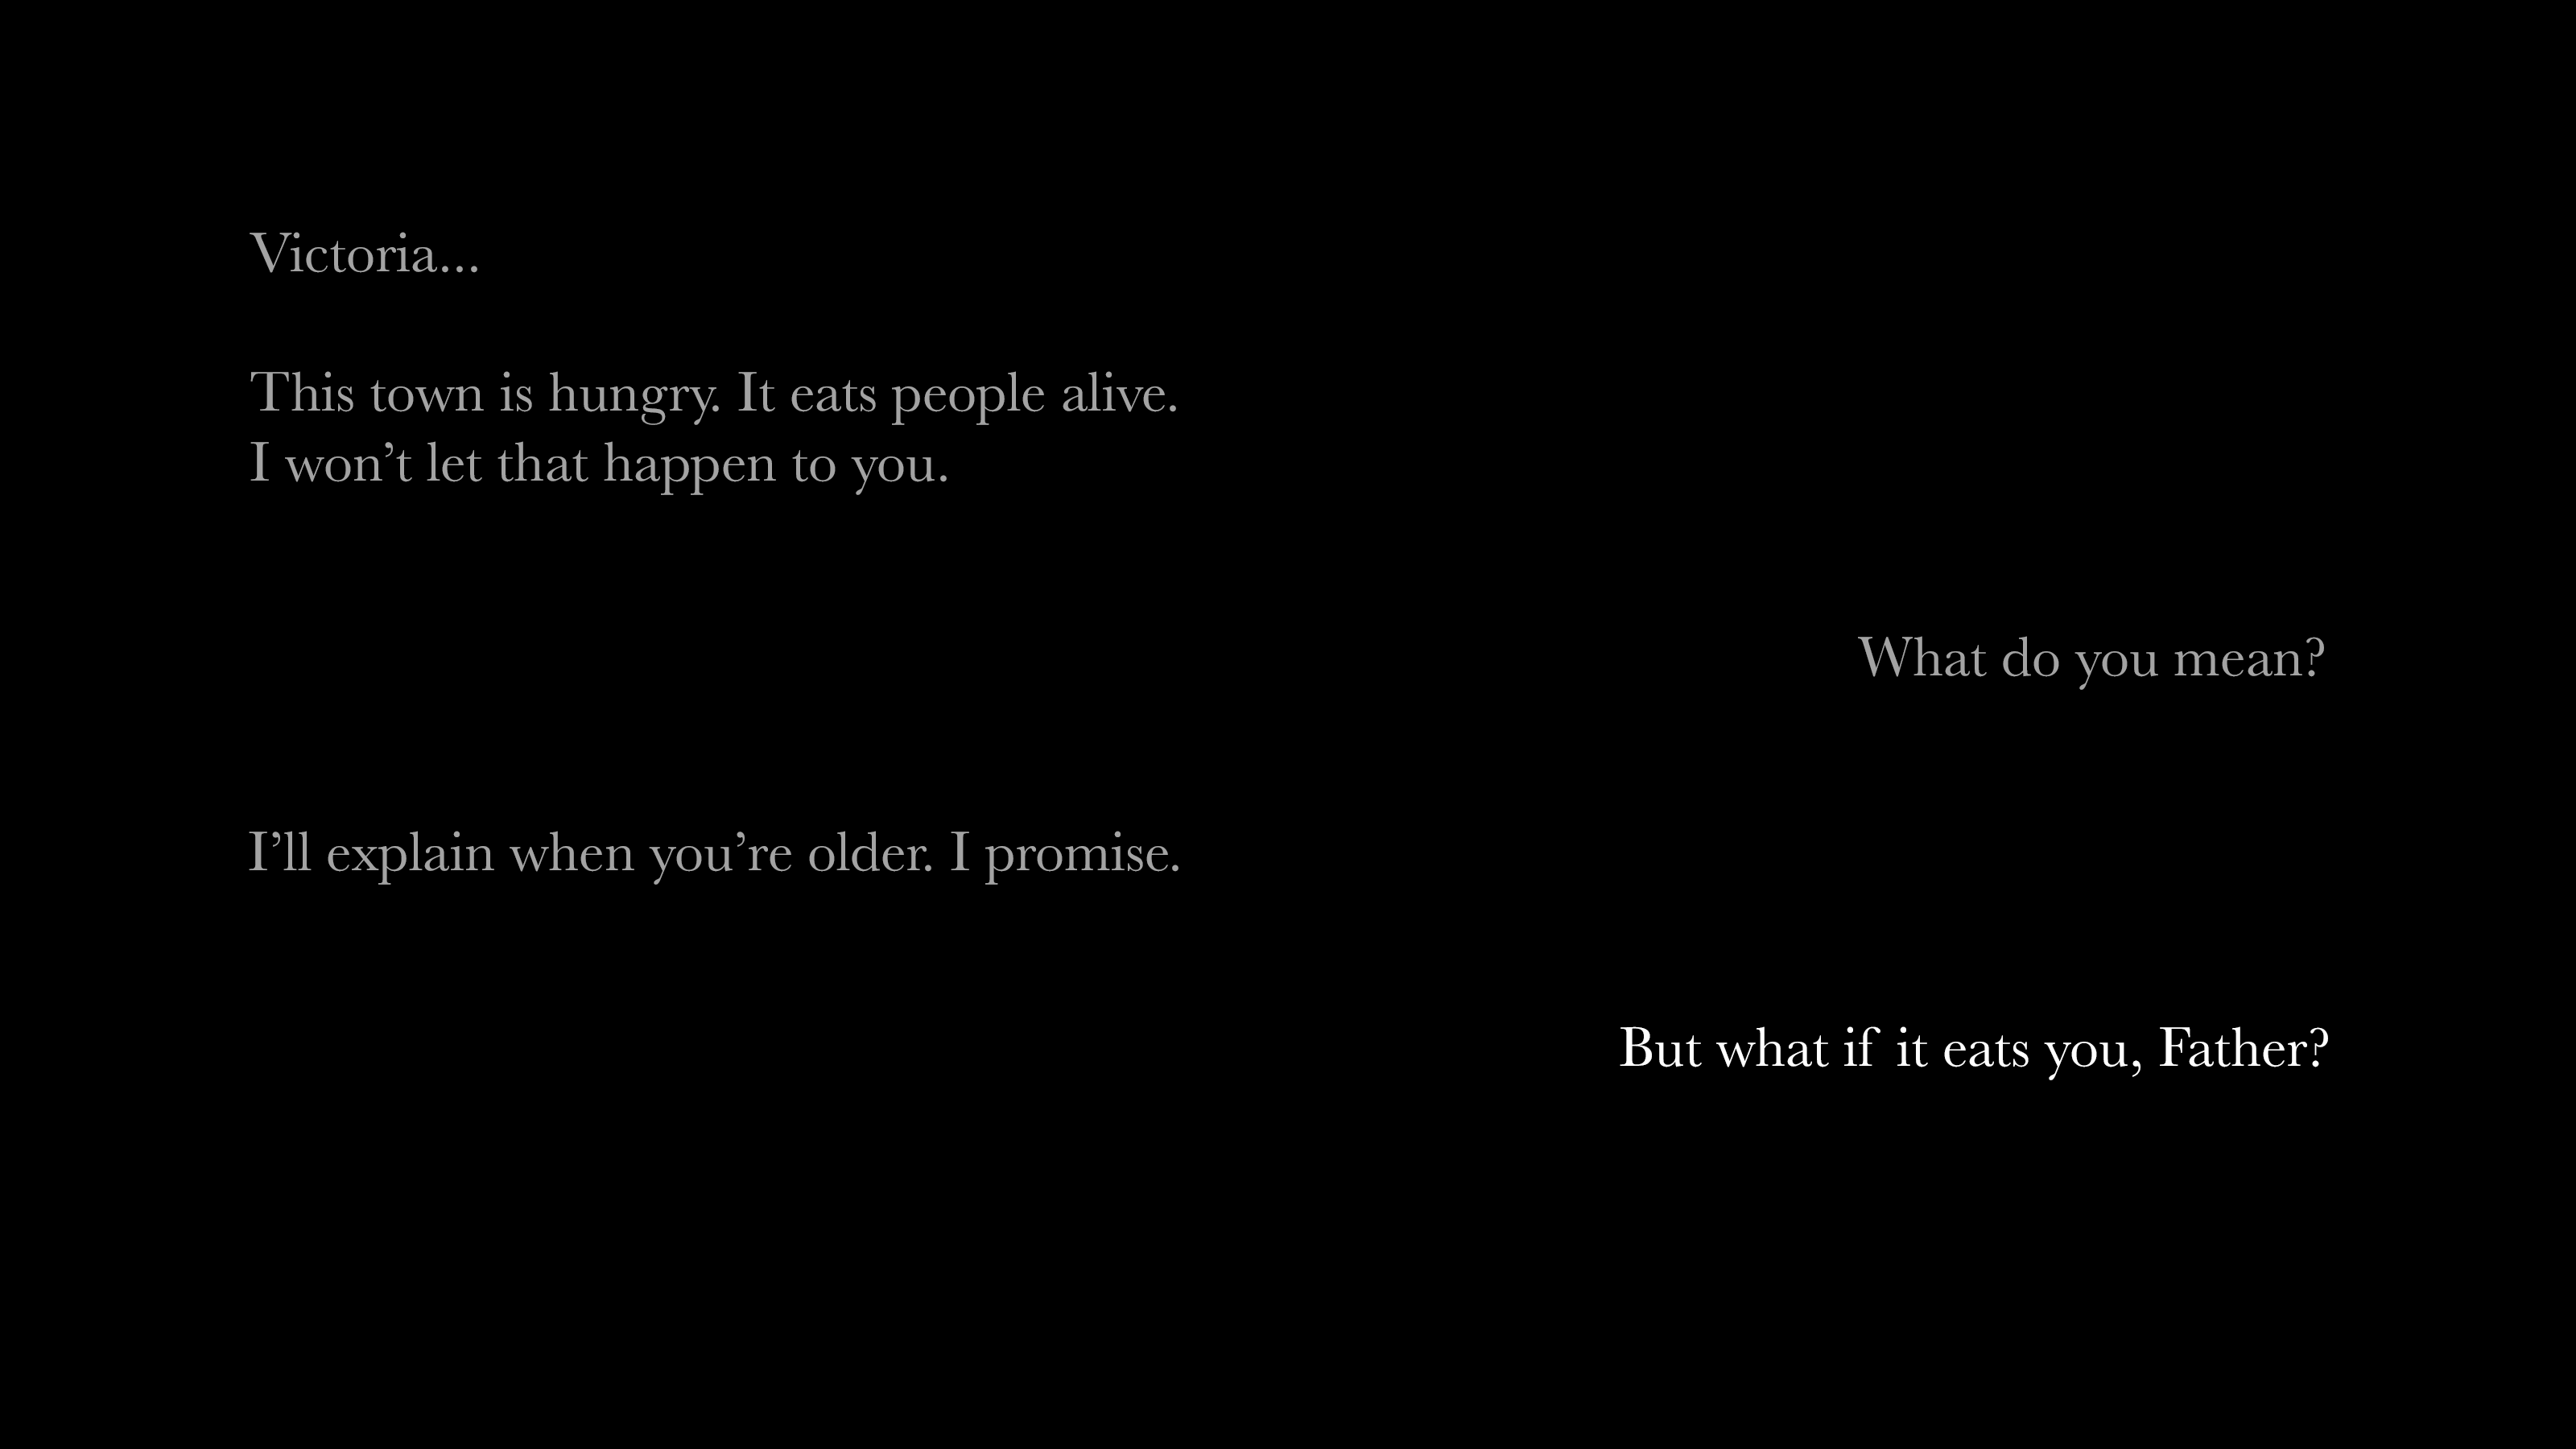 Victoria...
This town is hungry. It eats people alive.
I won’t let that happen to you.
What do you mean?
I’ll explain when you’re older. I promise.
But what if it eats you, Father?